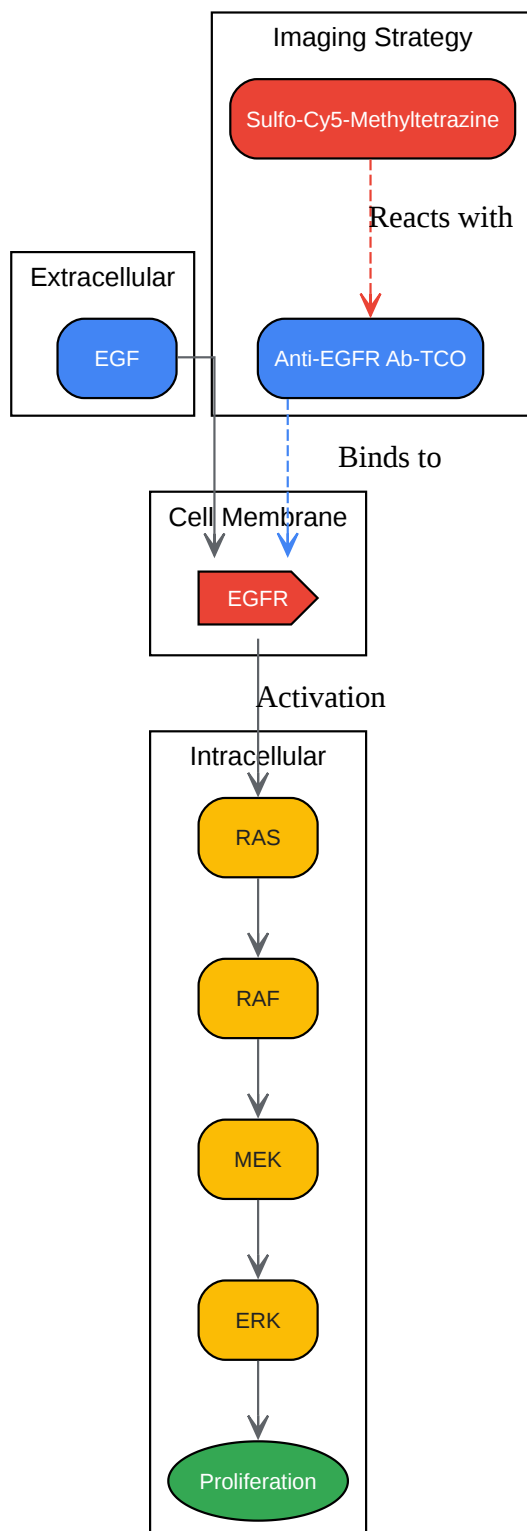 Imaging Strategy
Sulfo-Cy5-Methyltetrazine
Reacts with
Extracellular
EGF
Anti-EGFR Ab-TCO
Binds to
Cell Membrane
EGFR
Activation
Intracellular
RAS
RAF
MEK
ERK
Proliferation